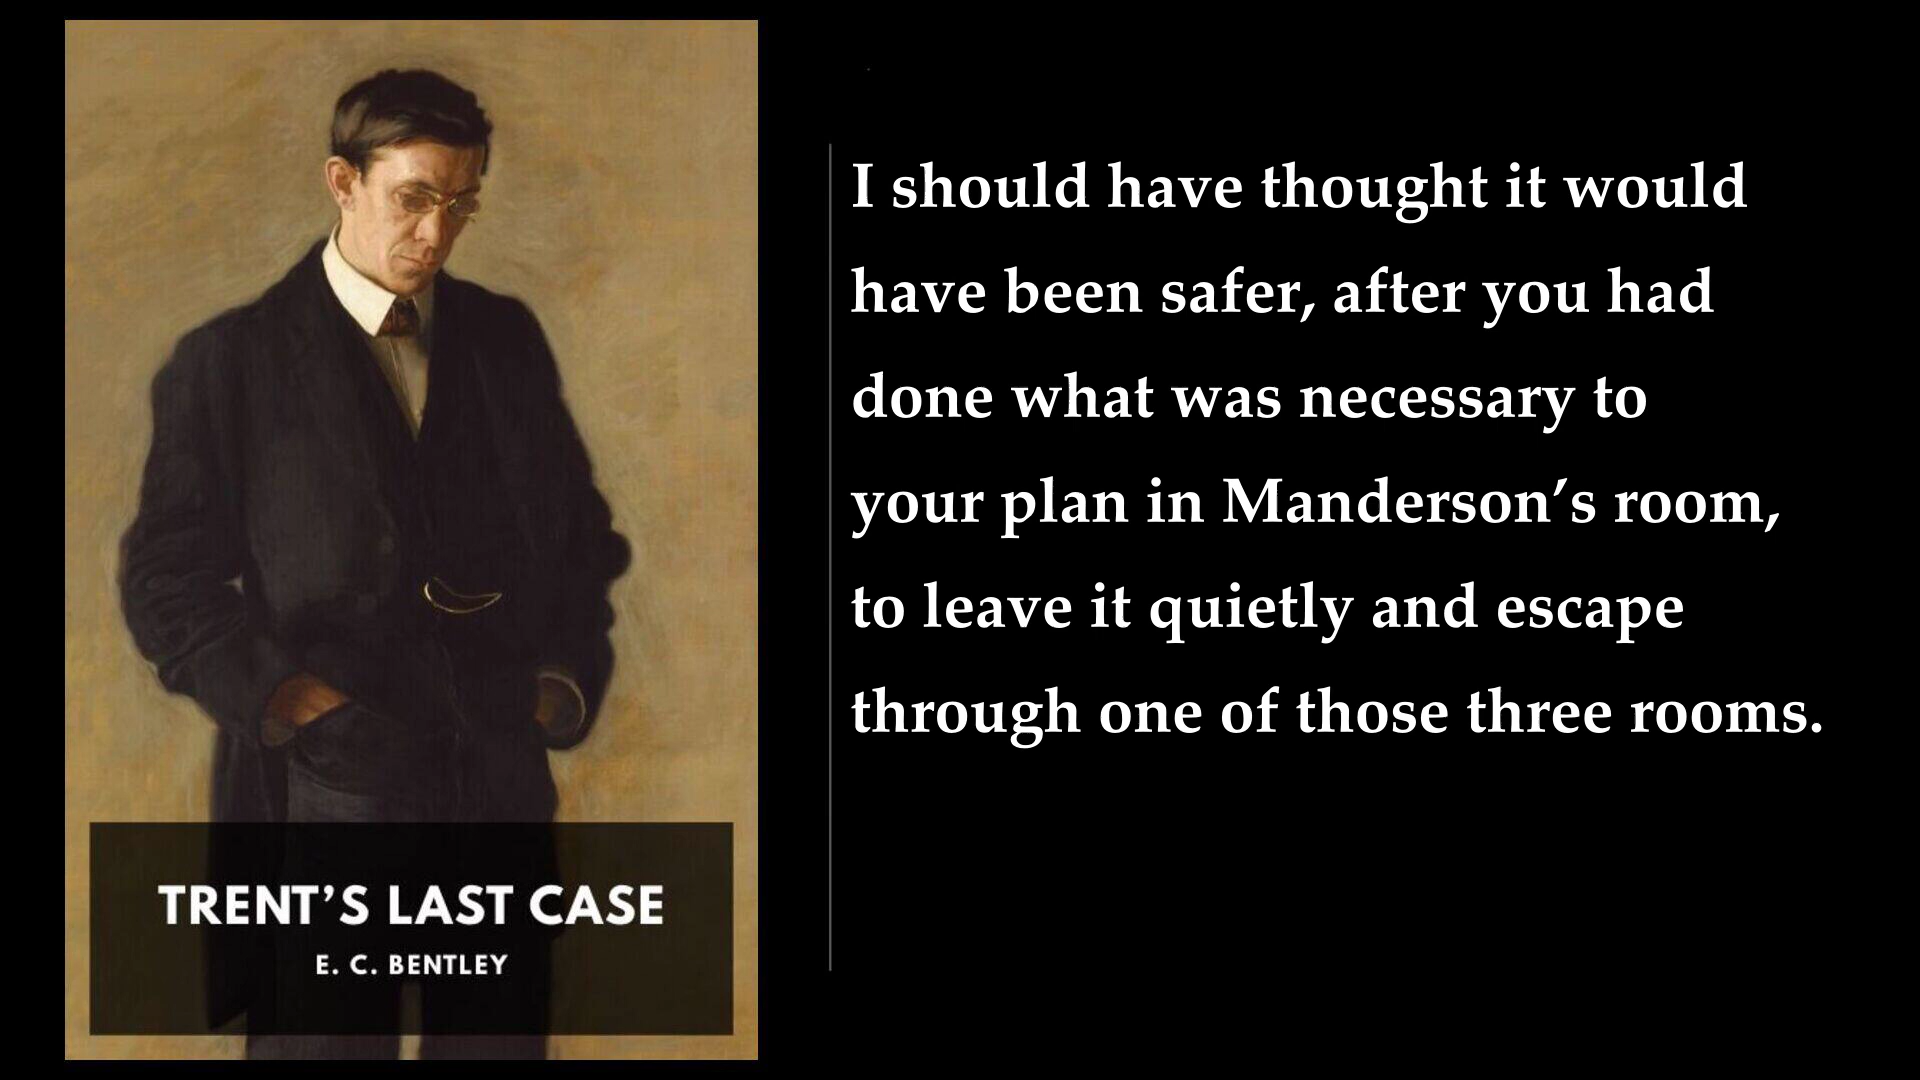 TRENT’S LAST CASE
E. C. BENTLEY
I should have thought it would
have been safer, after you had
done what was necessary to
your plan in Manderson’s room,
to leave it quietly and escape
through one of those three rooms.